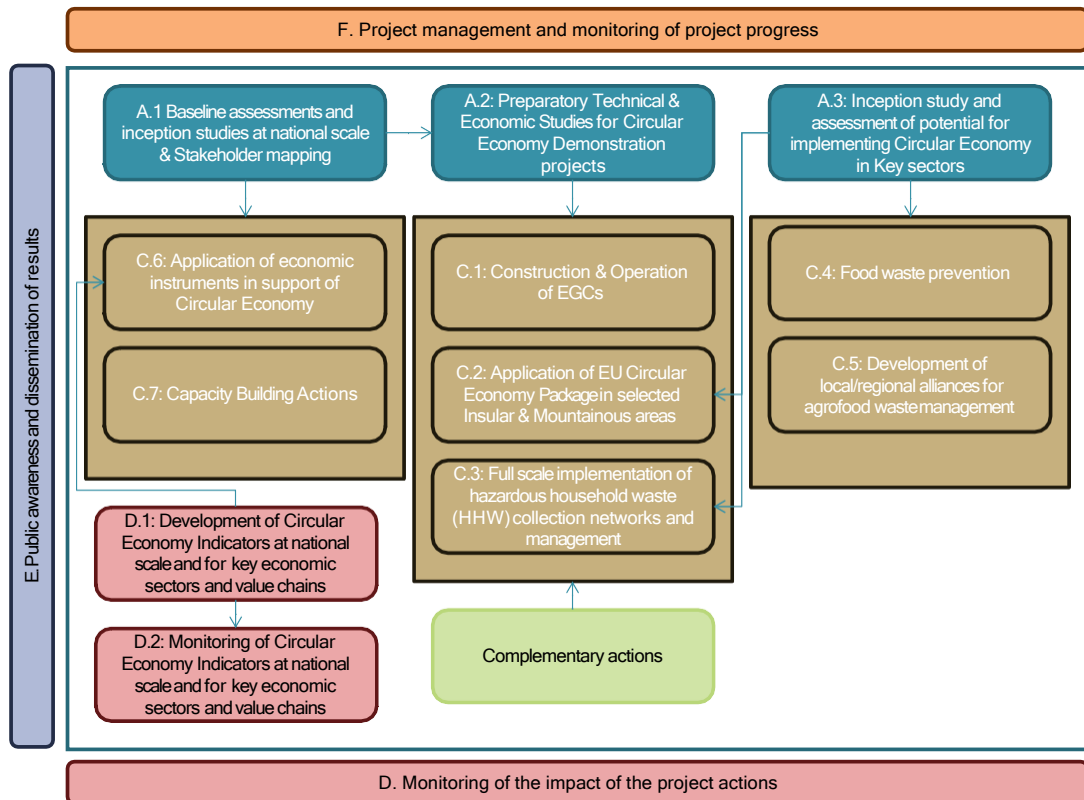 F. Project management and monitoring of project progress
E. Public awareness and dissemination of results
A.1 Baseline assessments and
inception studies at national scale
& Stakeholder mapping
A.2: Preparatory Technical &
Economic Studies for Circular
Economy Demonstration
projects
A.3: Inception study and
assessment of potential for
implementing Circular Economy
in Key sectors
C.6: Application of economic
instruments in support of
Circular Economy
C.7: Capacity Building Actions
C.1: Construction & Operation
of EGCs
C.2: Application of EU Circular
Economy Package in selected
Insular & Mountainous areas
C.3: Full scale implementation of
hazardous household waste
(HHW) collection networks and
management
C.4: Food waste prevention
C.5: Development of
local/regional alliances for
agrofood waste management
D.1: Development of Circular
Economy Indicators at national
scale and for key economic
sectors and value chains
D.2: Monitoring of Circular
Economy Indicators at national
scale and for key economic
sectors and value chains
Complementary actions
D. Monitoring of the impact of the project actions